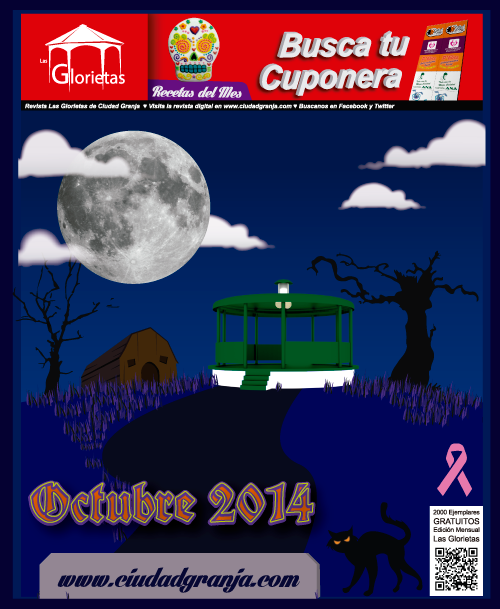 Las
Glorietas
Recetas del Mes
Busca tu
Cuponera
Revista Las Glorietas de Ciudad Granja ♥ Visita la revista digital en www.ciudadgranja.com ♥ Buscanos en Facebook y Twitter
Octubre 2014
www.ciudadgranja.com
2000 Ejemplares
GRATUITOS
Edición Mensual
Las Glorietas